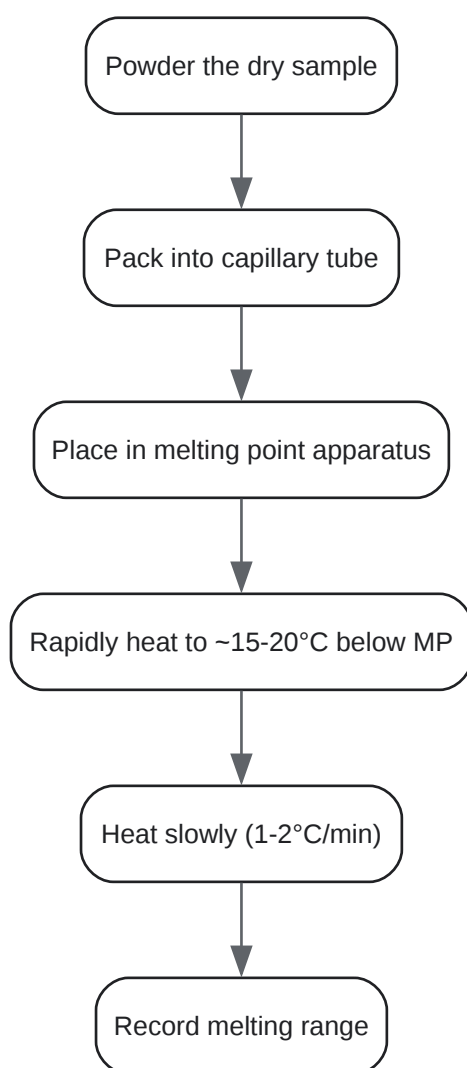 Powder the dry sample
Pack into capillary tube
Place in melting point apparatus
Rapidly heat to ~15-20°C below MP
Heat slowly (1-2°C/min)
Record melting range